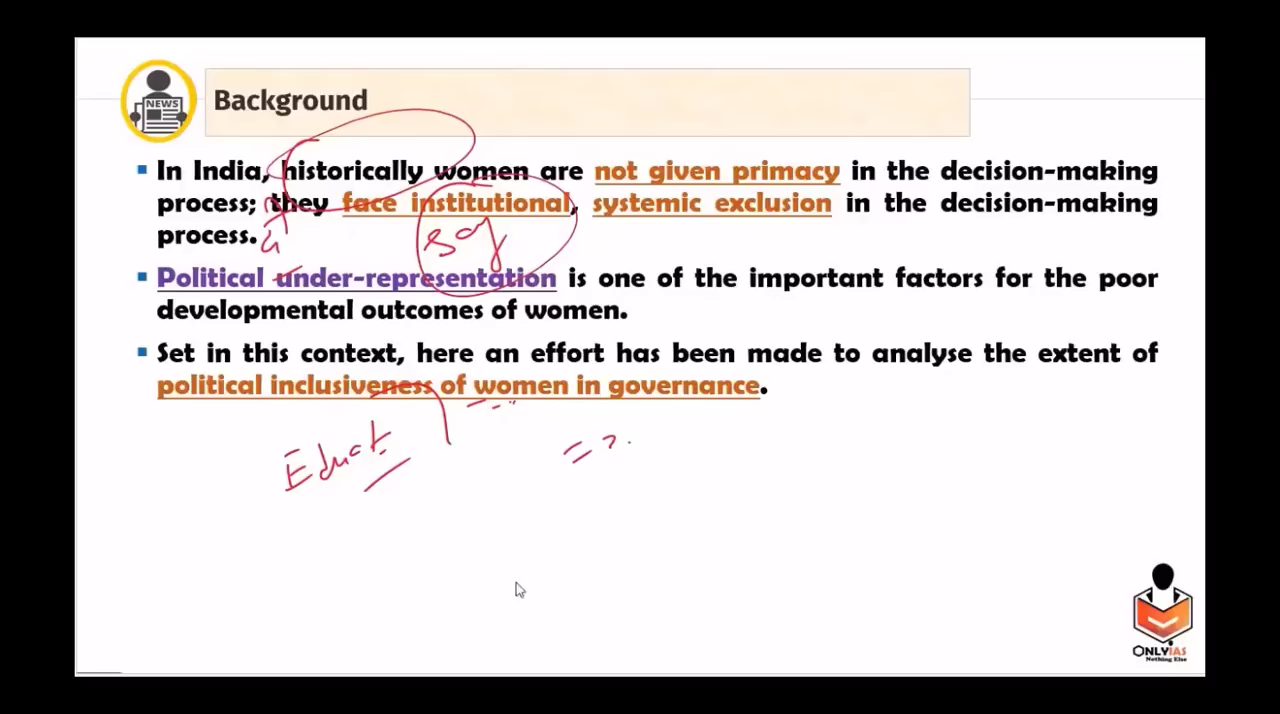 NEWS
Background
▪ In India, historically women are not given primacy in the decision-making
process; they face institutional, systemic exclusion in the decision-making
process.
say
▪ Political under-representation is one of the important factors for the poor
developmental outcomes of women.
▪ Set in this context, here an effort has been made to analyse the extent of
political inclusiveness of women in governance.
ONLYIAS
Nothing Else